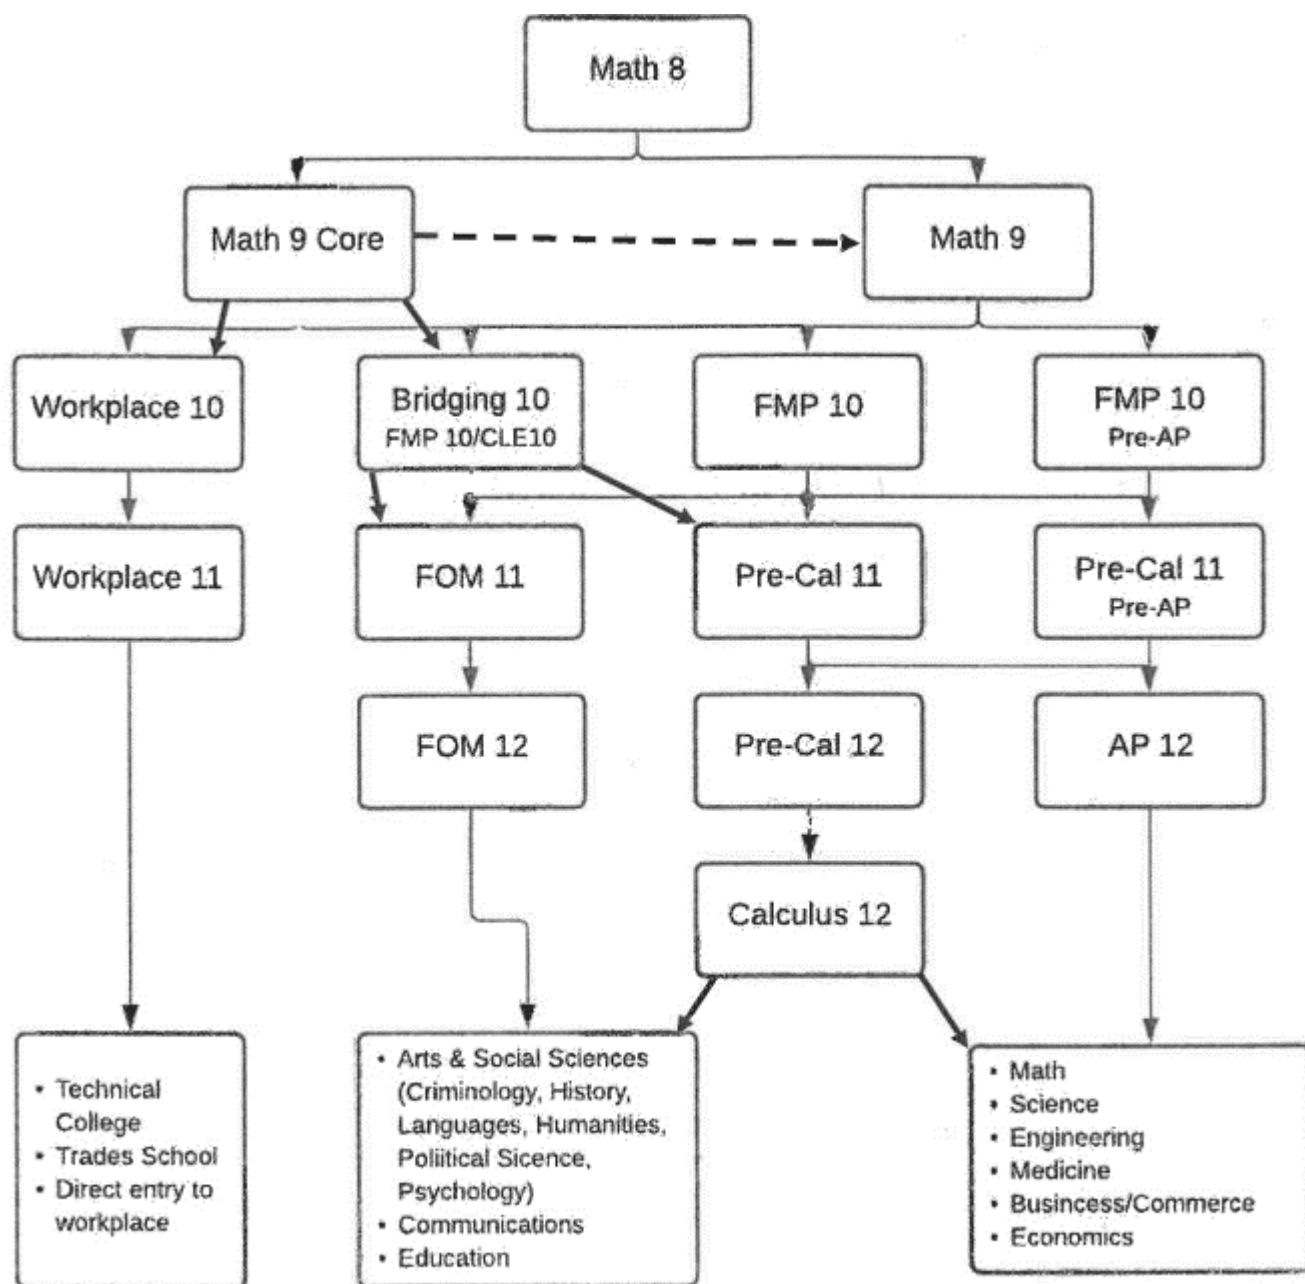 Math 8
Math 9 Core
Math 9
Workplace 10
Bridging 10
FMP 10/CLE10
FMP 10
FMP 10
Pre-AP
Workplace 11
FOM 11
Pre-Cal 11
Pre-Cal 11
Pre-AP
FOM 12
Pre-Cal 12
AP 12
Calculus 12
• Technical
College
• Trades School
• Direct entry to
workplace
• Arts & Social Sciences
(Criminology, History,
Languages, Humanities,
Poliitical Sicence,
Psychology)
• Communications
• Education
• Math
• Science
• Engineering
• Medicine
• Busincess/Commerce
• Economics